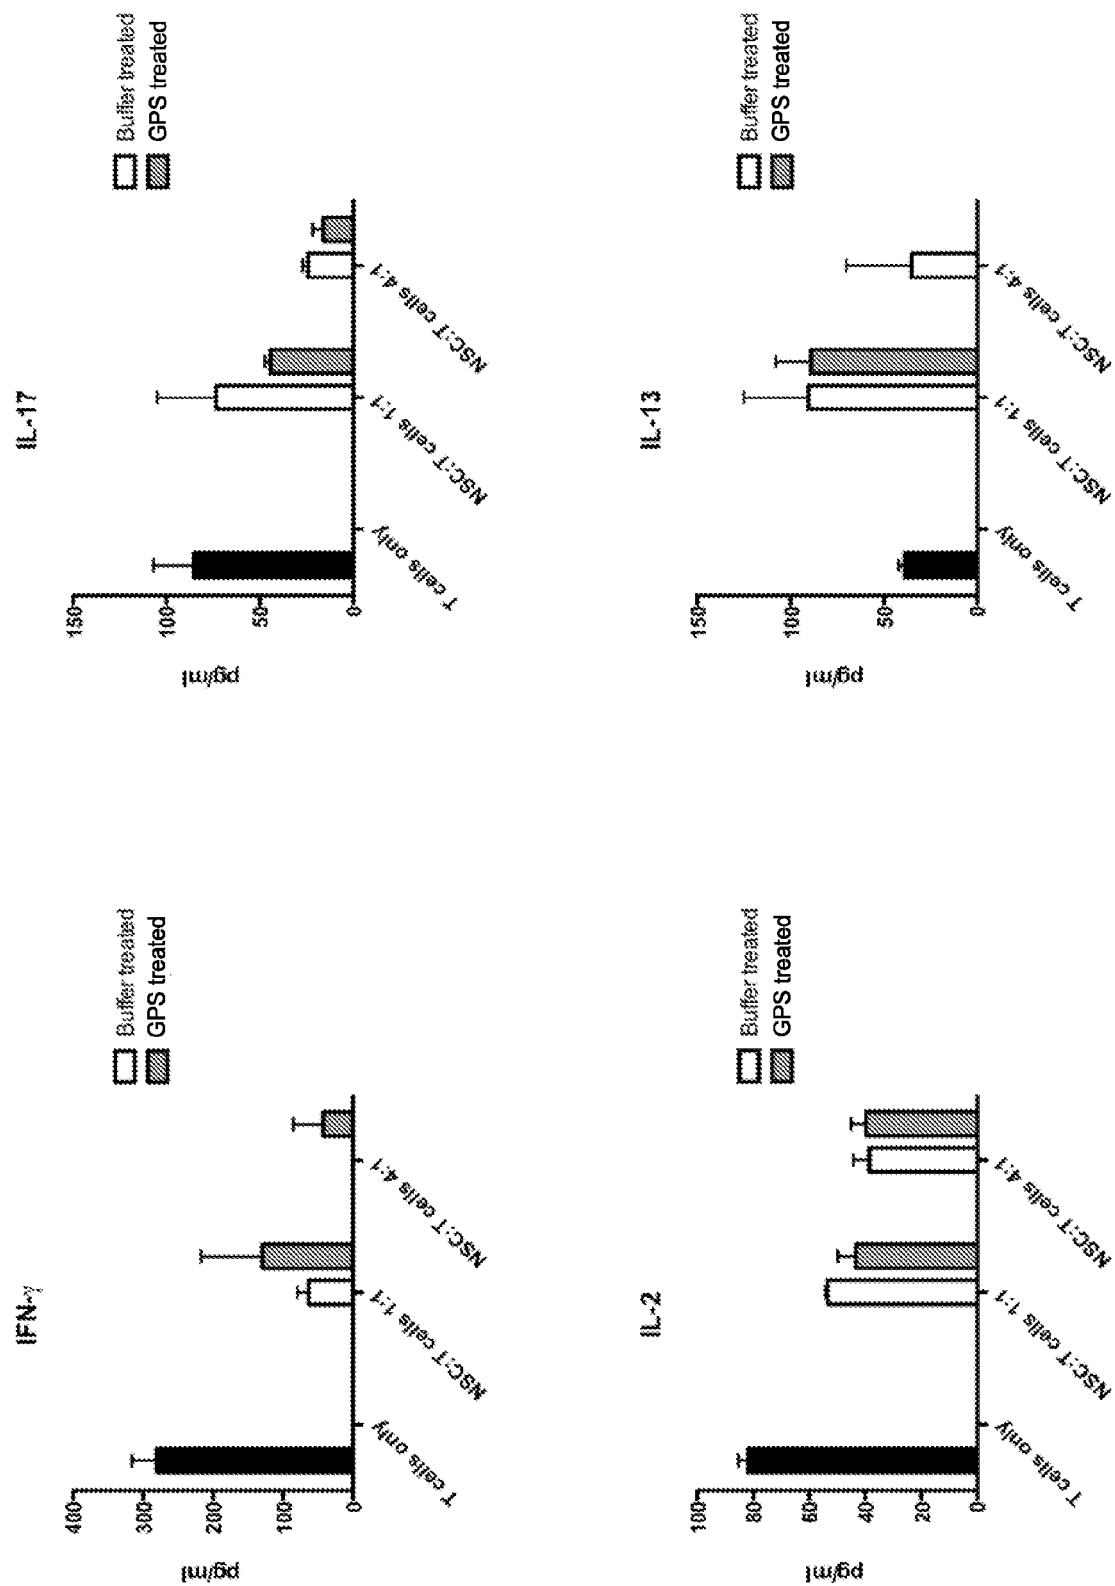 IFN-γ
Buffer treated
GPS treated
pg/ml
400
300
200
100
0
T cells only
NSC:T cells 1:1
NSC:T cells 4:1
IL-17
Buffer treated
GPS treated
pg/ml
150
100
50
0
T cells only
NSC:T cells 1:1
NSC:T cells 4:1
IL-2
Buffer treated
GPS treated
pg/ml
100
80
60
40
20
0
T cells only
NSC:T cells 1:1
NSC:T cells 4:1
IL-13
Buffer treated
GPS treated
pg/ml
150
100
50
0
T cells only
NSC:T cells 1:1
NSC:T cells 4:1